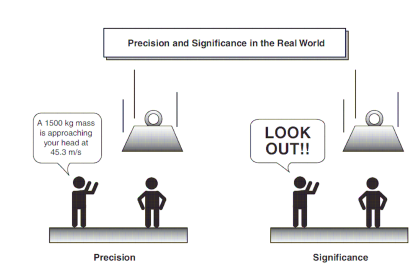 Precision and Significance in the Real World
A 1500 kg mass
is approaching
your head at
45.3 m/s
LOOK
OUT!!
Precision
Significance